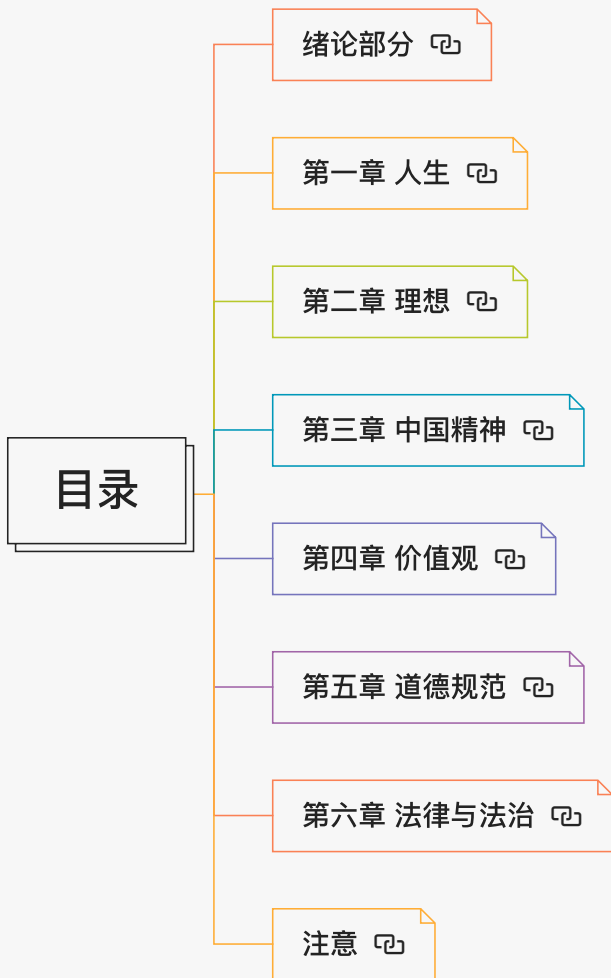 绪论部分
第一章 人生
第二章 理想
第三章 中国精神
目录
第四章 价值观
第五章 道德规范
第六章 法律与法治
注意